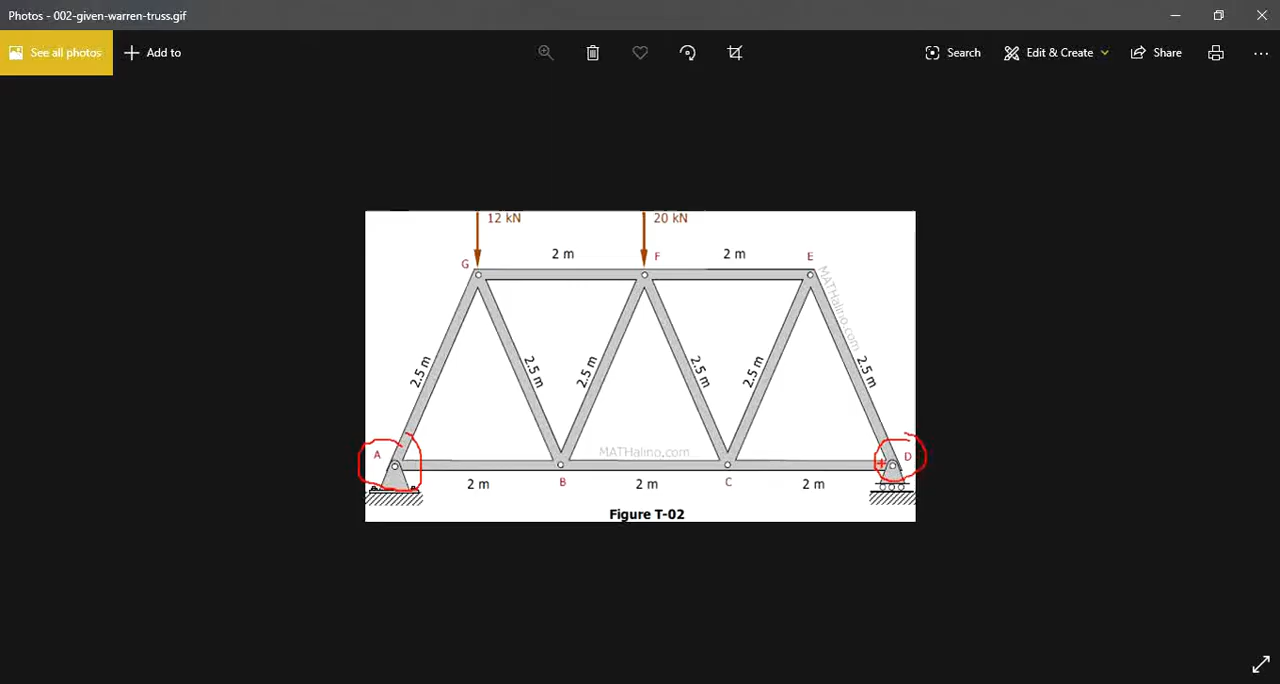 Photos - 002-given-warren-truss.gif
See all photos
Add to
Search
Edit & Create
Share
12 kN
20 kN
2 m
2 m
G
F
E
MATHalino.com
2.5 m
2.5 m
2.5 m
2.5 m
2.5 m
2.5 m
A
D
MATHalino.com
2 m
B
2 m
C
2 m
Figure T-02